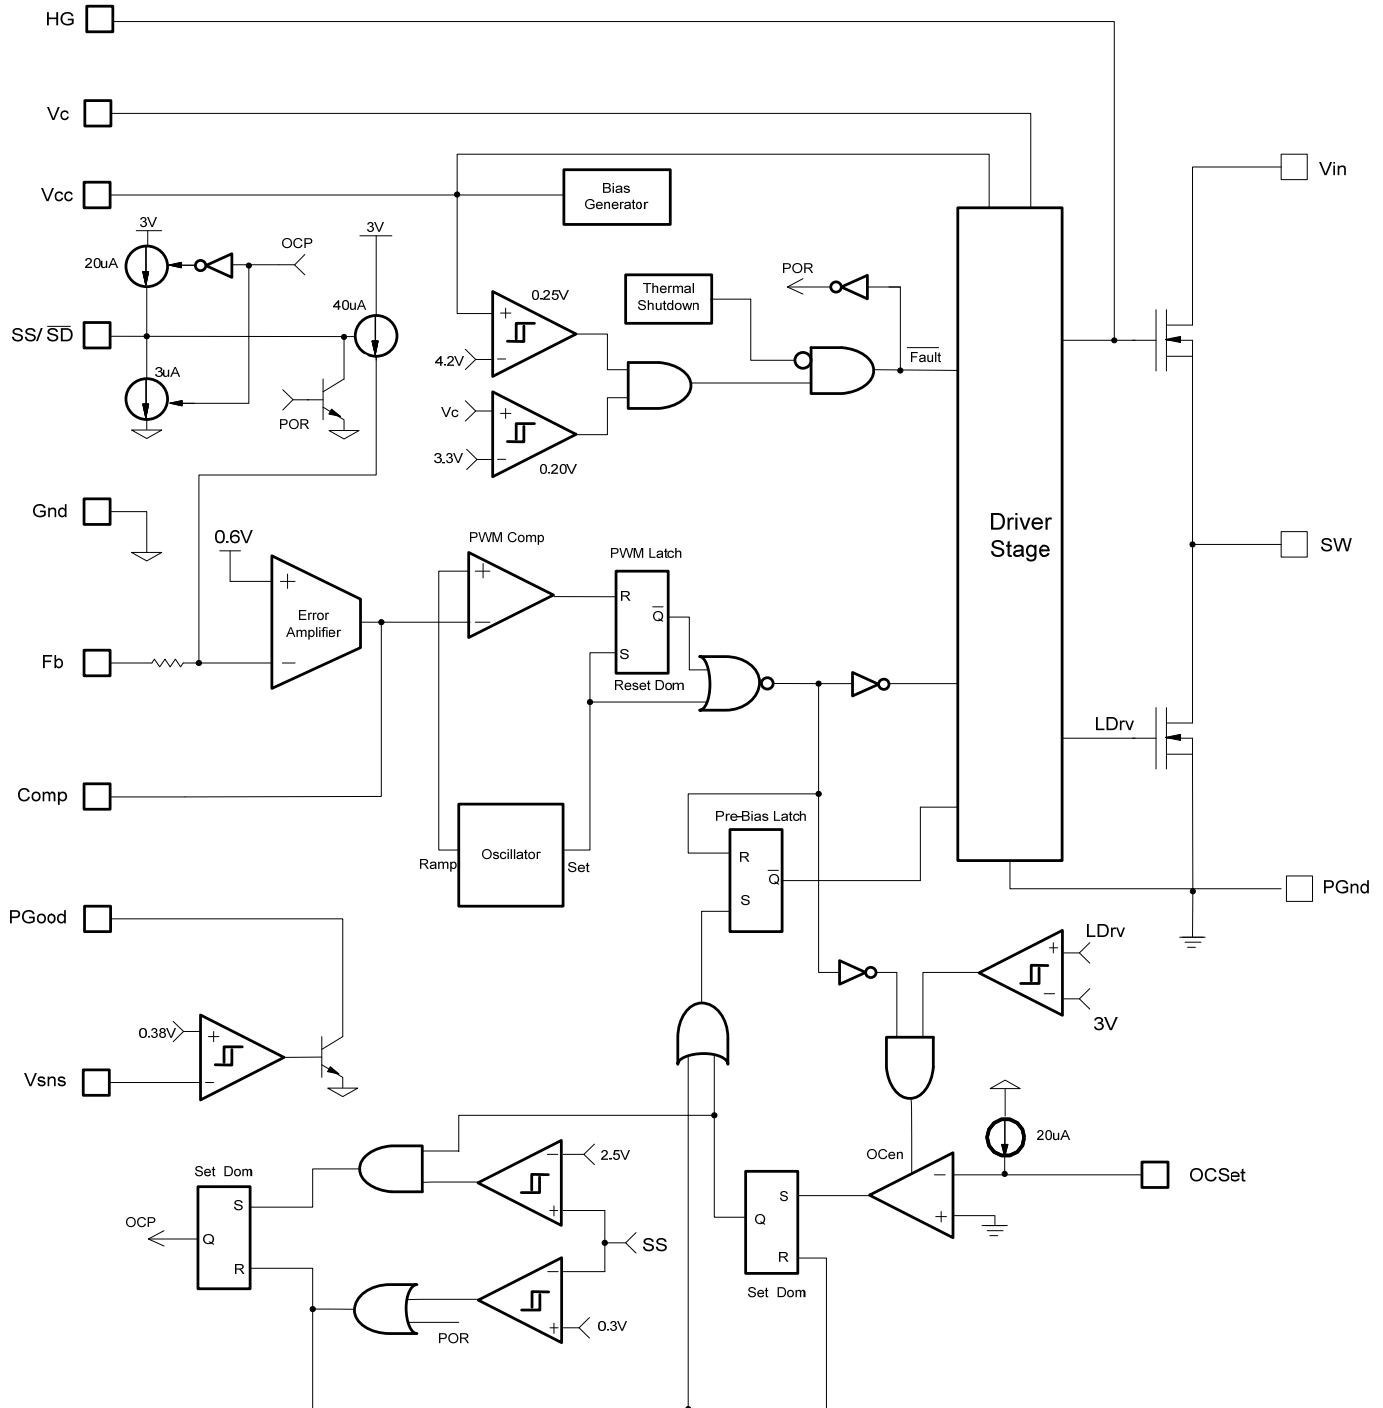 HG
Vc
Vcc
Bias
Generator
Vin
3V
20uA
OCP
3V
40uA
SS/SD
3uA
POR
0.25V
4.2V
Vc
3.3V
0.20V
Thermal
Shutdown
POR
Fault
Driver
Stage
Gnd
0.6V
+
Error
Amplifier
−
Fb
PWM Comp
+
−
PWM Latch
R
Q
S
Reset Dom
SW
LDrv
Comp
Ramp
Oscillator
Set
Pre-Bias Latch
R
Q
S
PGnd
PGood
LDrv
+
−
3V
0.38V
+
−
Vsns
20uA
OCSet
OCen
−
+
2.5V
−
+
SS
−
+
0.3V
POR
Set Dom
S
Q
R
OCP
S
Q
R
Set Dom
+
−
+
−